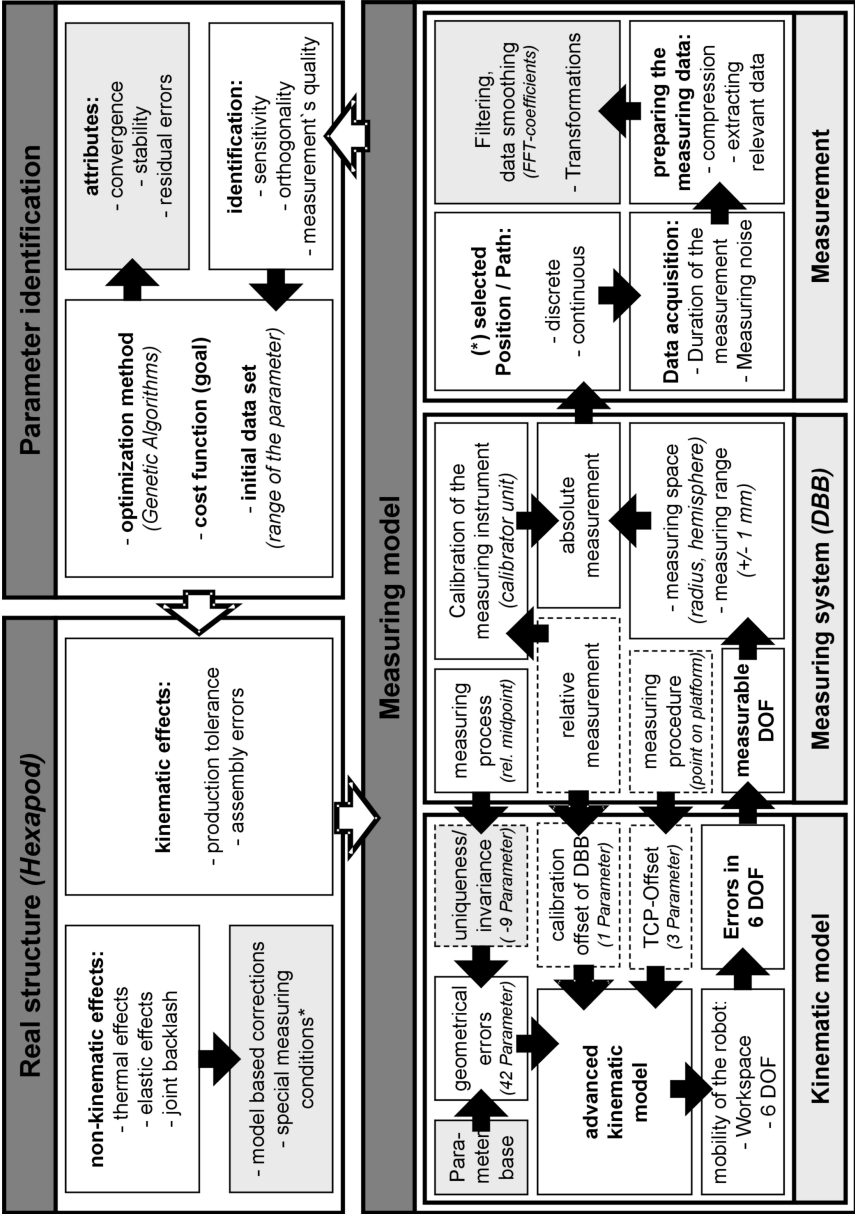 Real structure (Hexapod)
non-kinematic effects:
- thermal effects
- elastic effects
- joint backlash
- model based corrections
- special measuring
conditions*
kinematic effects:
- production tolerance
- assembly errors
Parameter identification
- optimization method
(Genetic Algorithms)
- cost function (goal)
- initial data set
(range of the parameter)
attributes:
- convergence
- stability
- residual errors
identification:
- sensitivity
- orthogonality
- measurement`s quality
Measuring model
Para-
meter
base
geometrical
errors
(42 Parameter)
uniqueness/
invariance
( -9 Parameter)
advanced
kinematic
model
calibration
offset of DBB
(1 Parameter)
TCP-Offset
(3 Parameter)
mobility of the robot:
- Workspace
- 6 DOF
Errors in
6 DOF
Kinematic model
measuring
process
(rel. midpoint)
Calibration of the
measuring instrument
(calibrator unit)
relative
measurement
absolute
measurement
measuring
procedure
(point on platform)
- measuring space
(radius, hemisphere)
- measuring range
(+/- 1 mm)
measurable
DOF
Measuring system (DBB)
(*) selected
Position / Path:
- discrete
- continuous
Filtering,
data smoothing
(FFT-coefficients)
- Transformations
Data acquisition:
- Duration of the
measurement
- Measuring noise
preparing the
measuring data:
- compression
- extracting
relevant data
Measurement